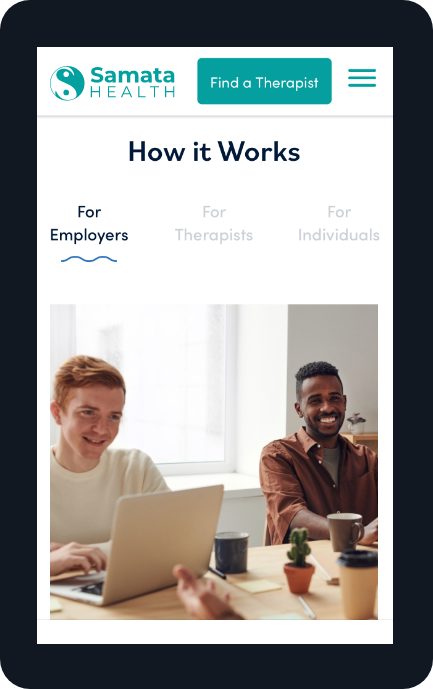 Samata
HEALTH
Find a Therapist
How it Works
For
Employers
For
Therapists
For
Individuals